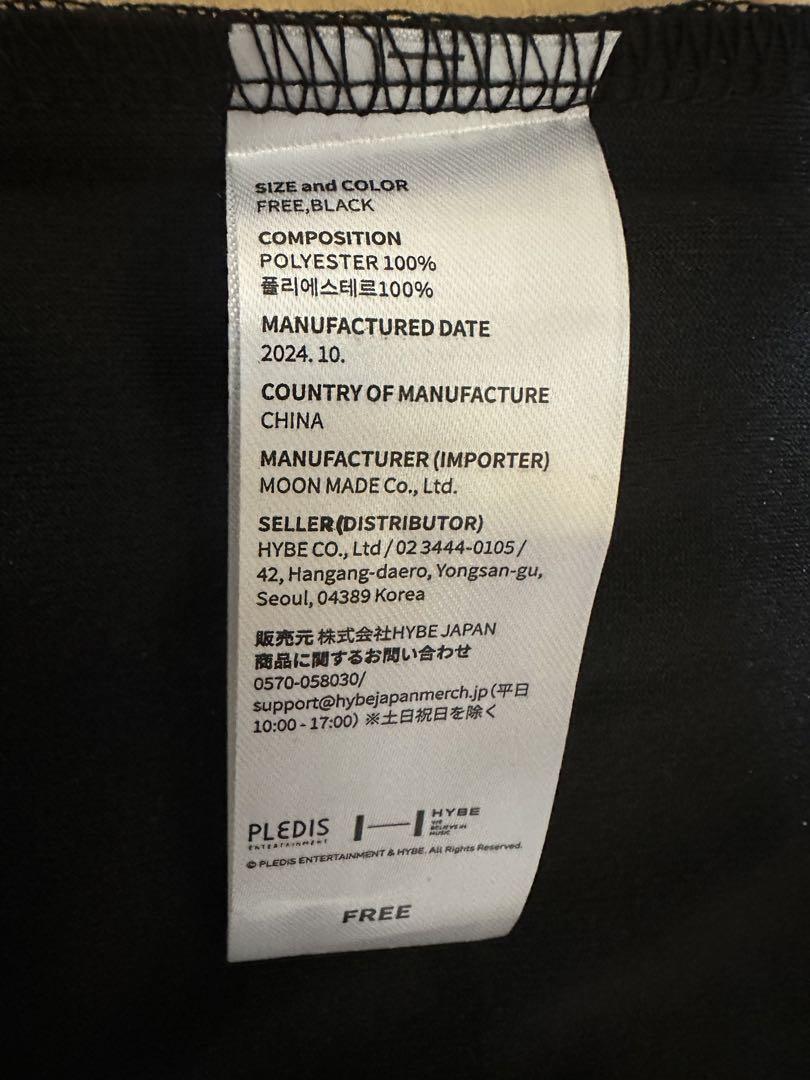 SIZE and COLOR
FREE,BLACK
COMPOSITION
POLYESTER 100%
폴리에스테르100%
MANUFACTURED DATE
2024. 10.
COUNTRY OF MANUFACTURE
CHINA
MANUFACTURER (IMPORTER)
MOON MADE Co., Ltd.
SELLER(DISTRIBUTOR)
HYBE CO., Ltd / 02 3444-0105 /
42, Hangang-daero, Yongsan-gu,
Seoul, 04389 Korea
販売元 株式会社HYBE JAPAN
商品に関するお問い合わせ
0570-058030/
support@hybejapanmerch.jp (平日
10:00 - 17:00) ※土日祝日を除く
PLEDIS
ENTERTAINMENT
HYBE
WE
BELIEVE IN
MUSIC
© PLEDIS ENTERTAINMENT & HYBE. All Rights Reserved.
FREE